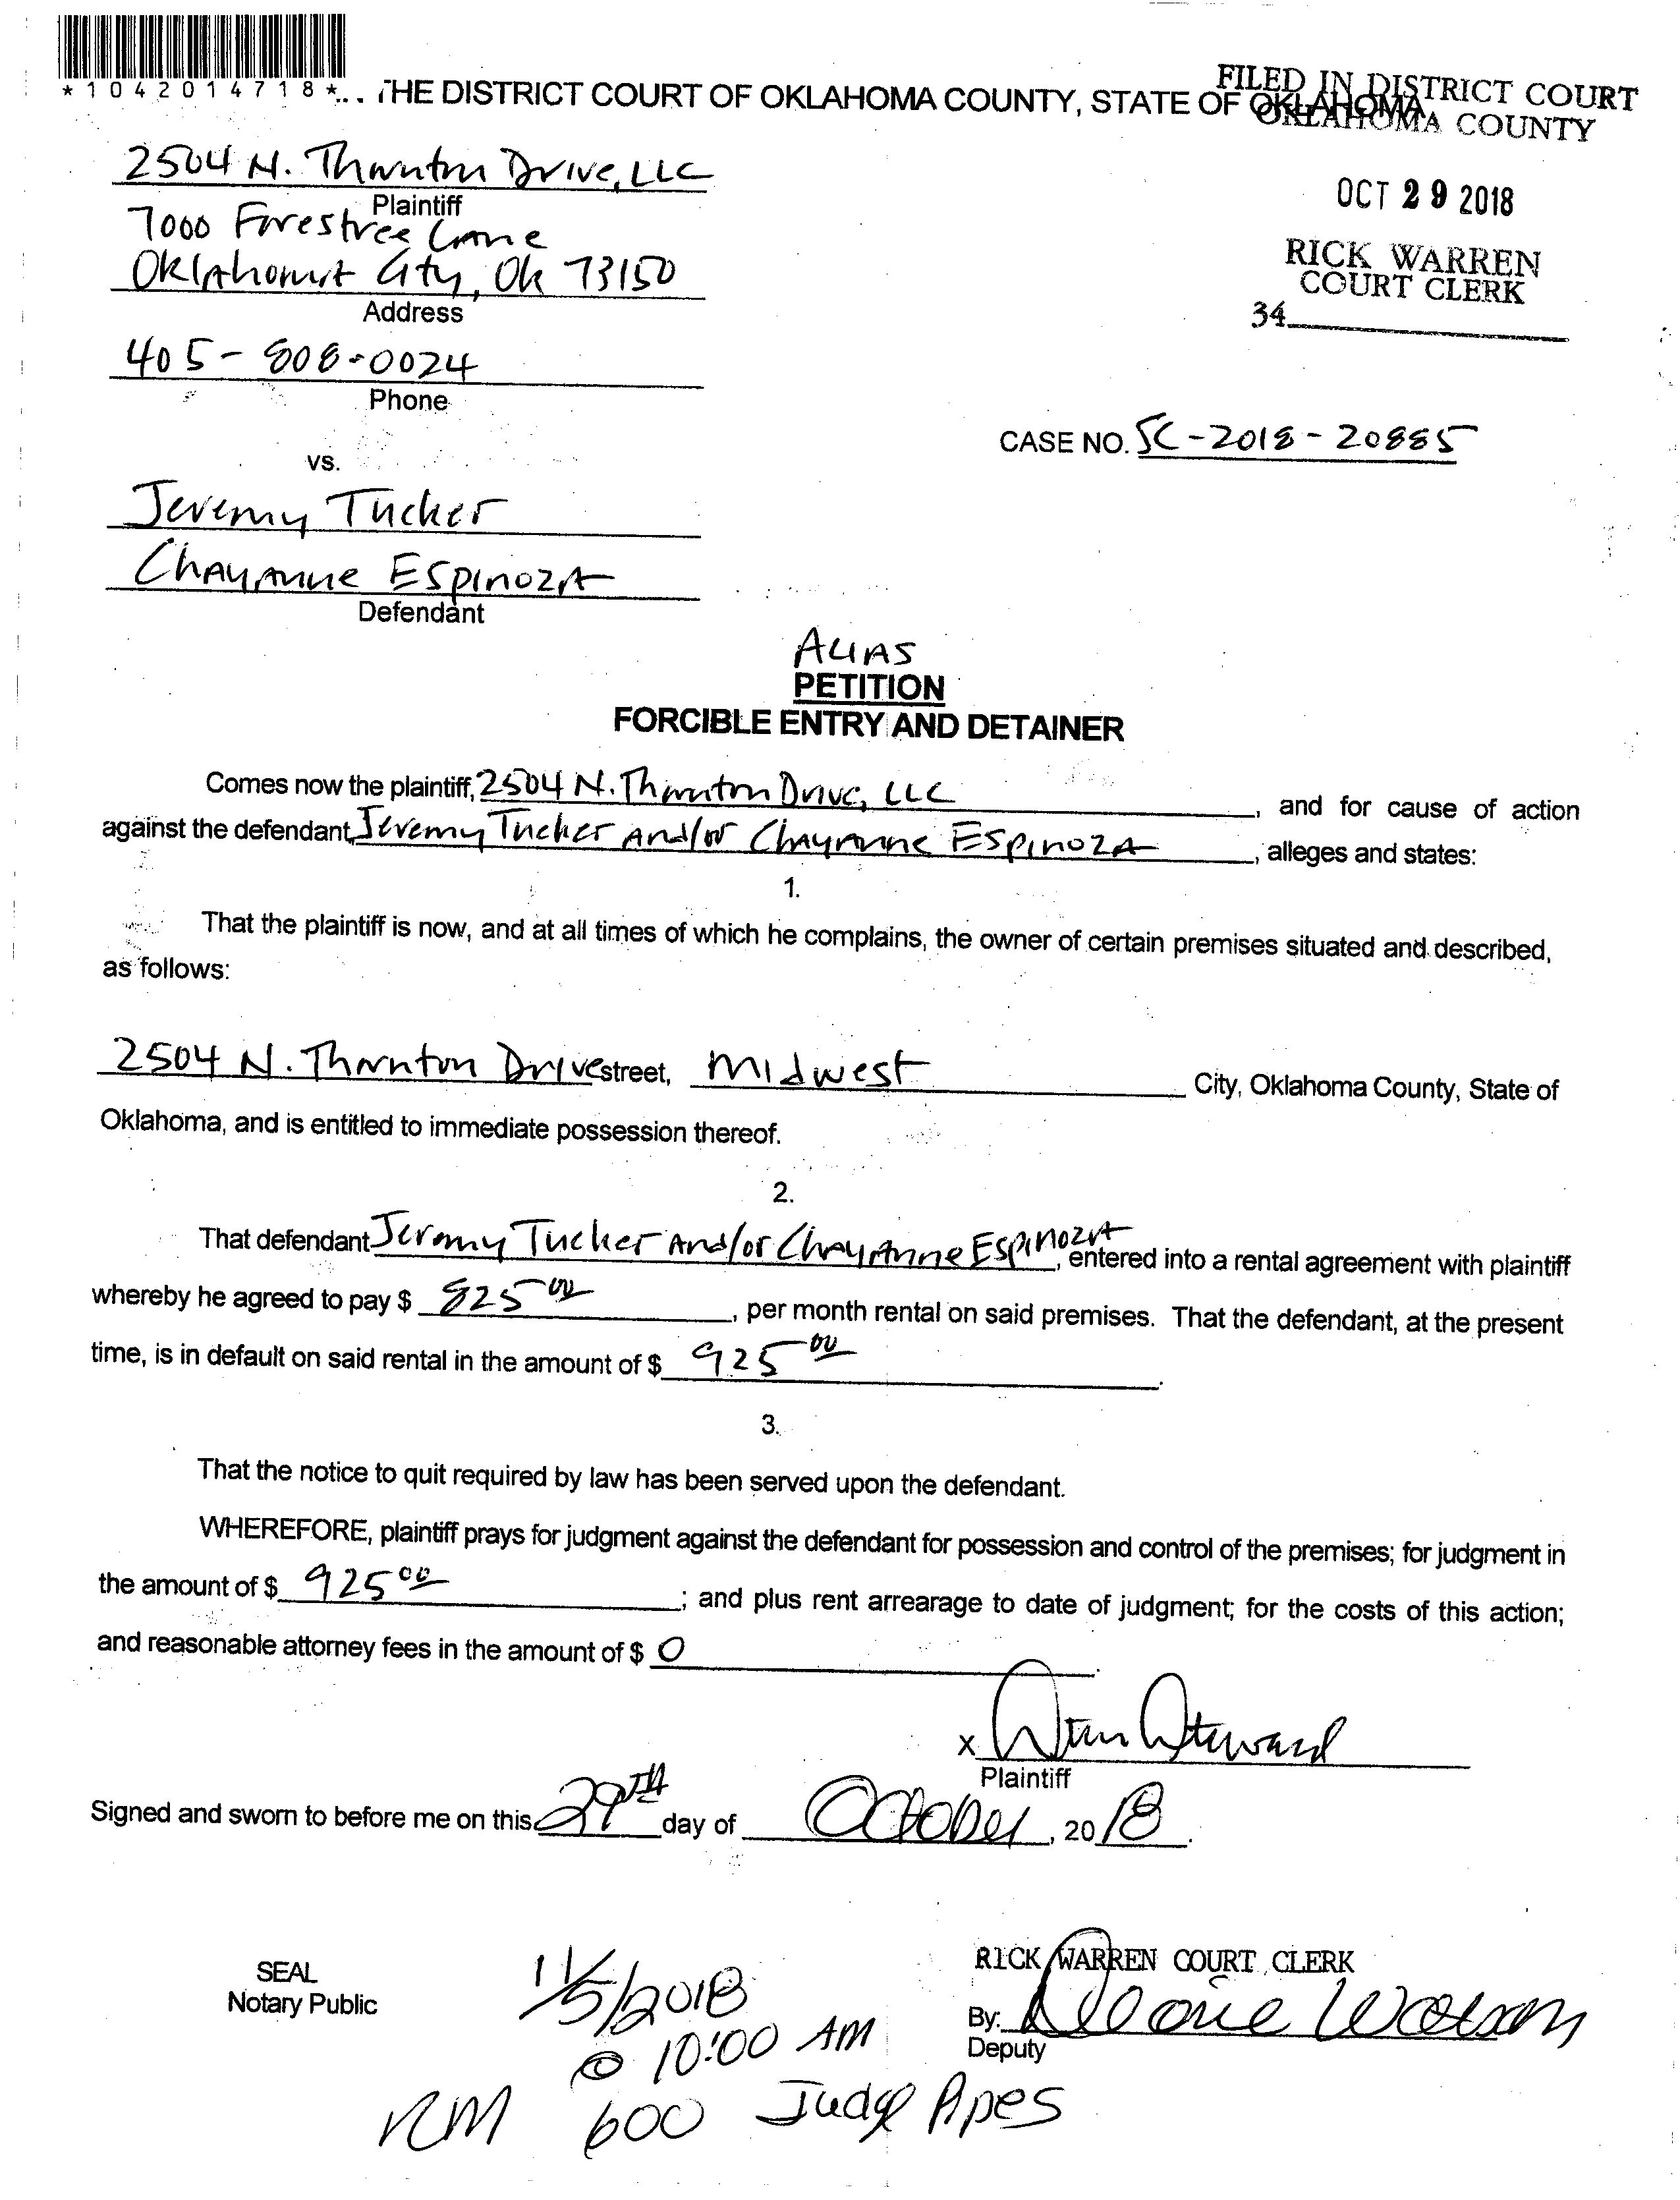 *1042014718*
THE DISTRICT COURT OF OKLAHOMA COUNTY, STATE OF OKLAHOMA
FILED IN DISTRICT COURT
OKLAHOMA COUNTY
2504 N. Thornton Drive, LLC
Plaintiff
OCT 29 2018
7000 Forestree Lane
Oklahoma City, Ok 73150
Address
RICK WARREN
COURT CLERK
34
405-808-0024
Phone
CASE NO. SC-2018-20885
vs.
Jeremy Tucker
Chayanne Espinoza
Defendant
ALIAS
PETITION
FORCIBLE ENTRY AND DETAINER
Comes now the plaintiff, 2504 N. Thornton Drive, LLC, and for cause of action
against the defendant, Jeremy Tucker and/or Chayanne Espinoza, alleges and states:
1.
That the plaintiff is now, and at all times of which he complains, the owner of certain premises situated and described,
as follows:
2504 N. Thornton Drive street, Midwest City, Oklahoma County, State of
Oklahoma, and is entitled to immediate possession thereof.
2.
That defendant Jeremy Tucker and/or Chayanne Espinoza, entered into a rental agreement with plaintiff
whereby he agreed to pay $ 825 00, per month rental on said premises. That the defendant, at the present
time, is in default on said rental in the amount of $ 925 00.
3.
That the notice to quit required by law has been served upon the defendant.
WHEREFORE, plaintiff prays for judgment against the defendant for possession and control of the premises; for judgment in
the amount of $ 925 00; and plus rent arrearage to date of judgment; for the costs of this action;
and reasonable attorney fees in the amount of $ 0.
X
Plaintiff
Signed and sworn to before me on this 29TH day of October, 2018.
SEAL
Notary Public
RICK WARREN COURT CLERK
By:
Deputy
11/5/2018
@ 10:00 AM
RM 600 Judge Apes